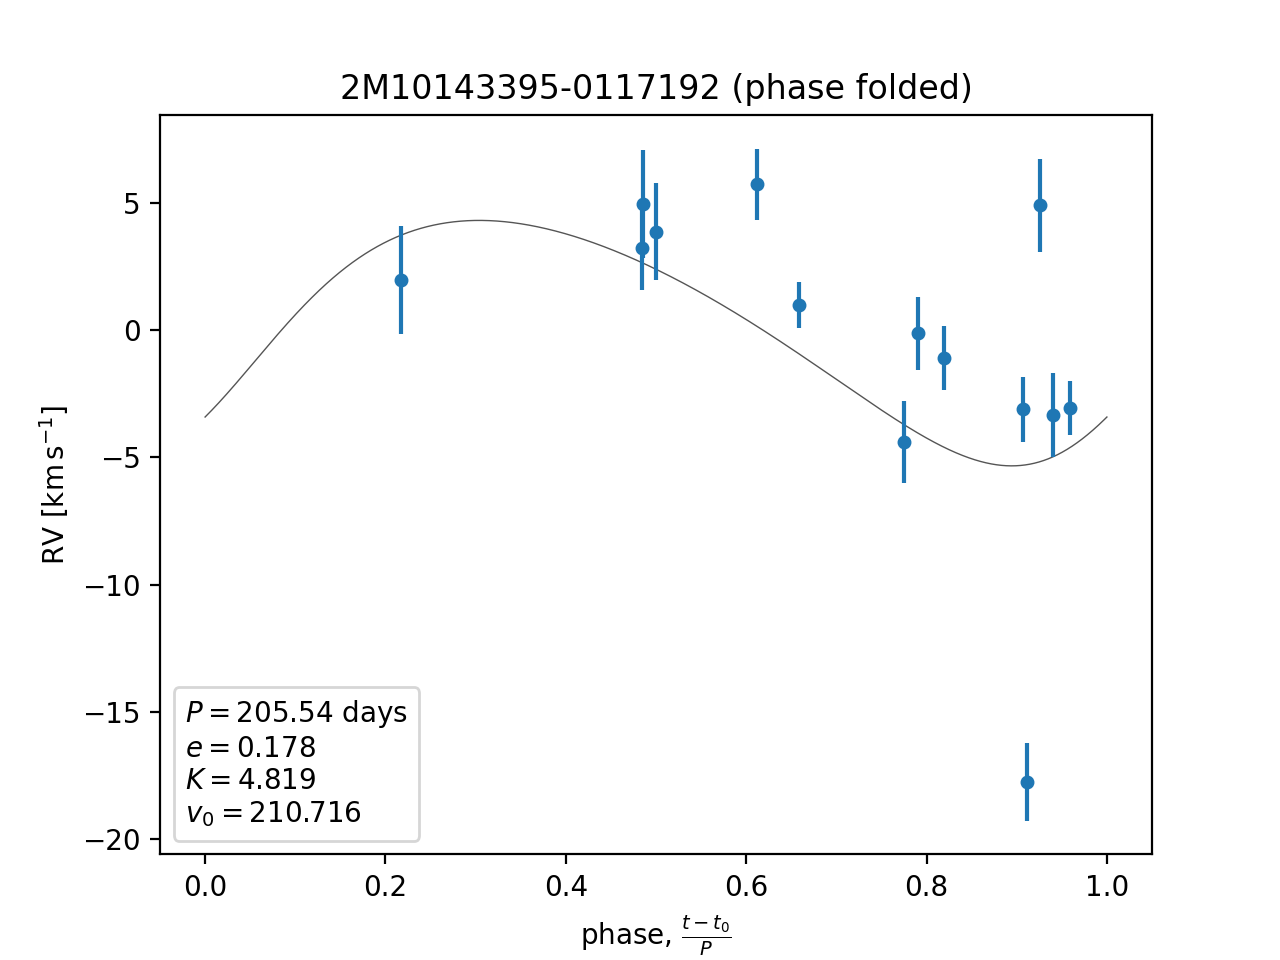 2M10143395-0117192 (phase folded)
RV [km s⁻¹]
5
0
−5
−10
−15
−20
P = 205.54 days
e = 0.178
K = 4.819
v₀ = 210.716
0.0 0.2 0.4 0.6 0.8 1.0
phase, (t − t₀)/P